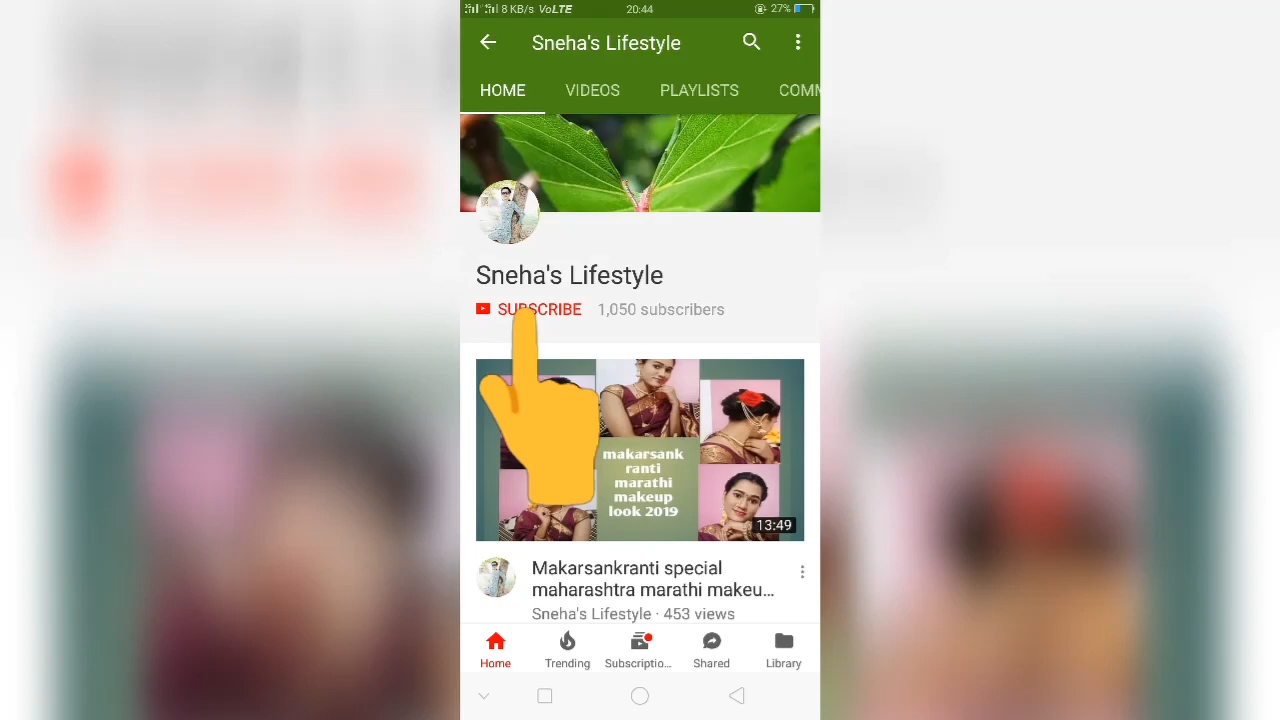 8 KB/s VoLTE 20:44 27%
Sneha's Lifestyle
HOME VIDEOS PLAYLISTS COMM
Sneha's Lifestyle
SUBSCRIBE 1,050 subscribers
makarsank
ranti
marathi
makeup
look 2019
13:49
Makarsankranti special
maharashtra marathi makeu...
Sneha's Lifestyle · 453 views
Home Trending Subscriptio... Shared Library